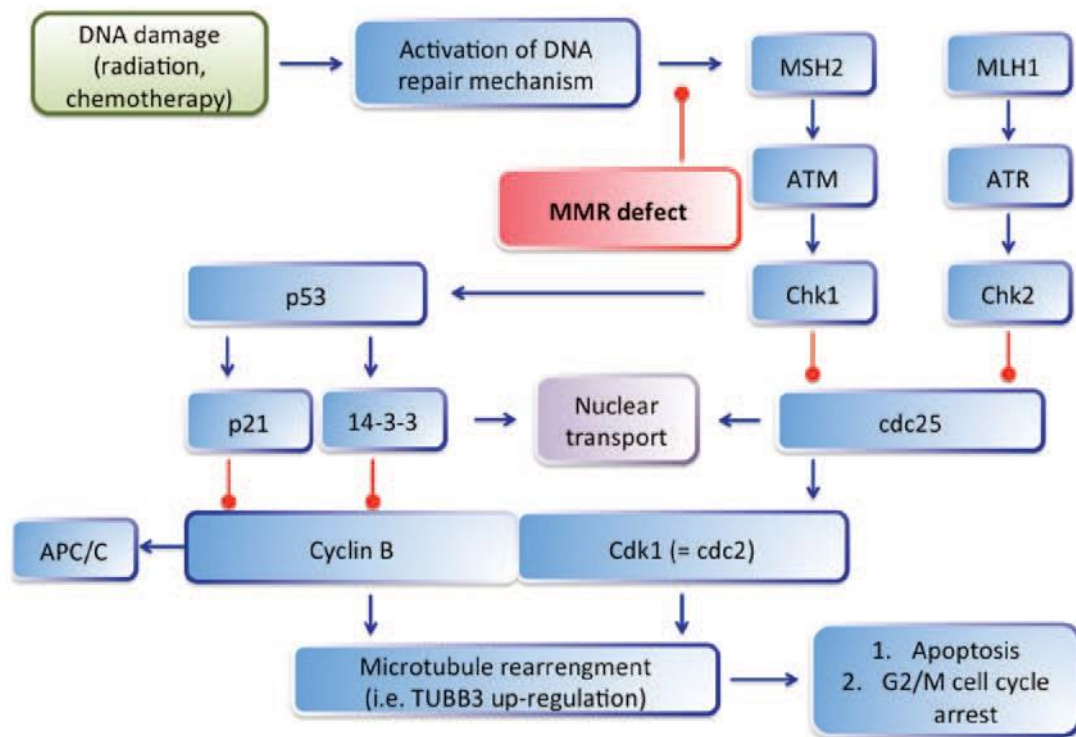 DNA damage
(radiation,
chemotherapy)
Activation of DNA
repair mechanism
MSH2
MLH1
MMR defect
ATM
ATR
p53
Chk1
Chk2
p21
14-3-3
Nuclear
transport
cdc25
APC/C
Cyclin B
Cdk1 (= cdc2)
Microtubule rearrengment
(i.e. TUBB3 up-regulation)
1. Apoptosis
2. G2/M cell cycle
arrest